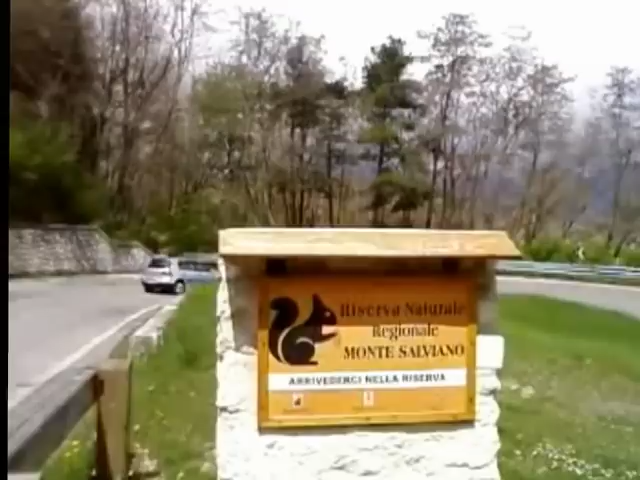 Riserva Naturale
Regionale
MONTE SALVIANO
ARRIVEDERCI NELLA RISERVA